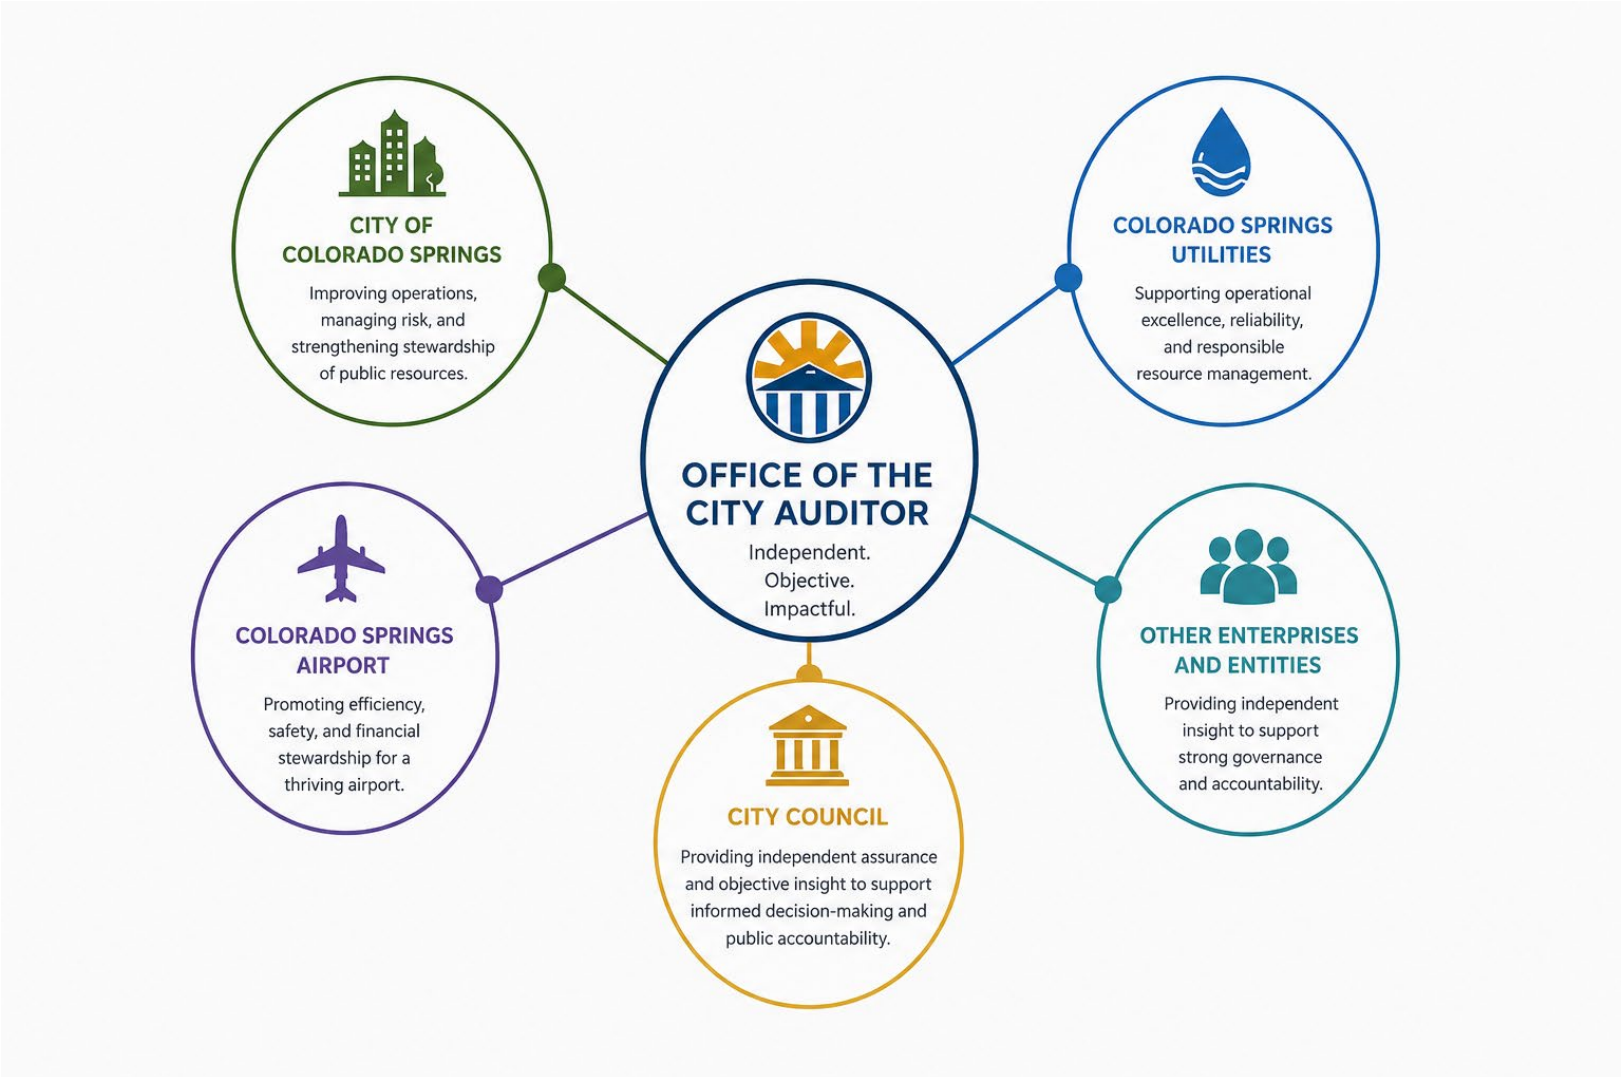 CITY OF
COLORADO SPRINGS
Improving operations,
managing risk, and
strengthening stewardship
of public resources.
COLORADO SPRINGS
UTILITIES
Supporting operational
excellence, reliability,
and responsible
resource management.
OFFICE OF THE
CITY AUDITOR
Independent.
Objective.
Impactful.
COLORADO SPRINGS
AIRPORT
Promoting efficiency,
safety, and financial
stewardship for a
thriving airport.
OTHER ENTERPRISES
AND ENTITIES
Providing independent
insight to support
strong governance
and accountability.
CITY COUNCIL
Providing independent assurance
and objective insight to support
informed decision-making and
public accountability.